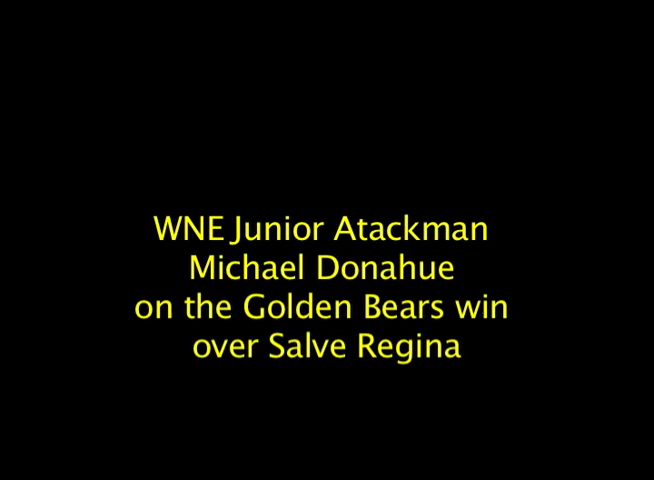 WNE Junior Atackman
Michael Donahue
on the Golden Bears win
over Salve Regina